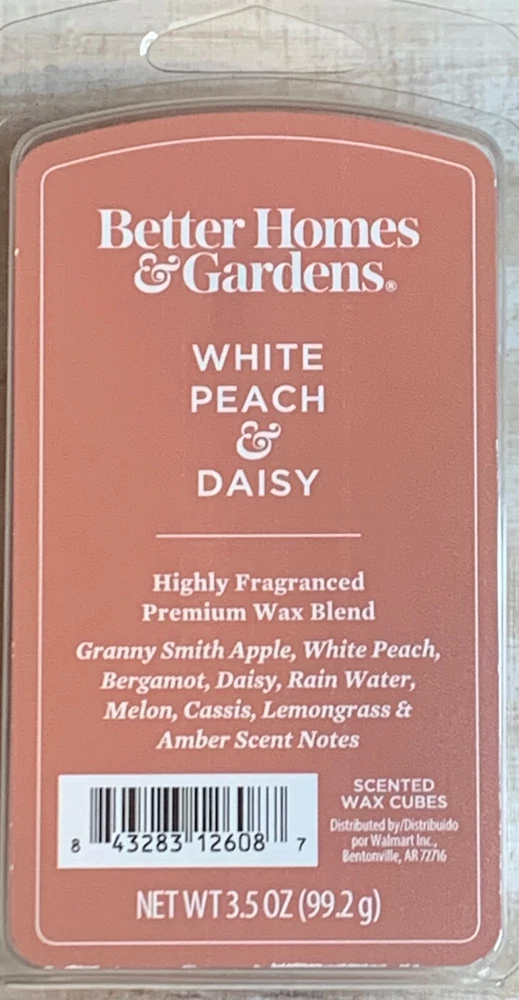 Better Homes
& Gardens®
WHITE
PEACH
&
DAISY
Highly Fragranced
Premium Wax Blend
Granny Smith Apple, White Peach,
Bergamot, Daisy, Rain Water,
Melon, Cassis, Lemongrass &
Amber Scent Notes
8 43283 12608 7
SCENTED
WAX CUBES
Distributed by/Distribuido
por Walmart Inc.,
Bentonville, AR 72716
NET WT 3.5 OZ (99.2 g)